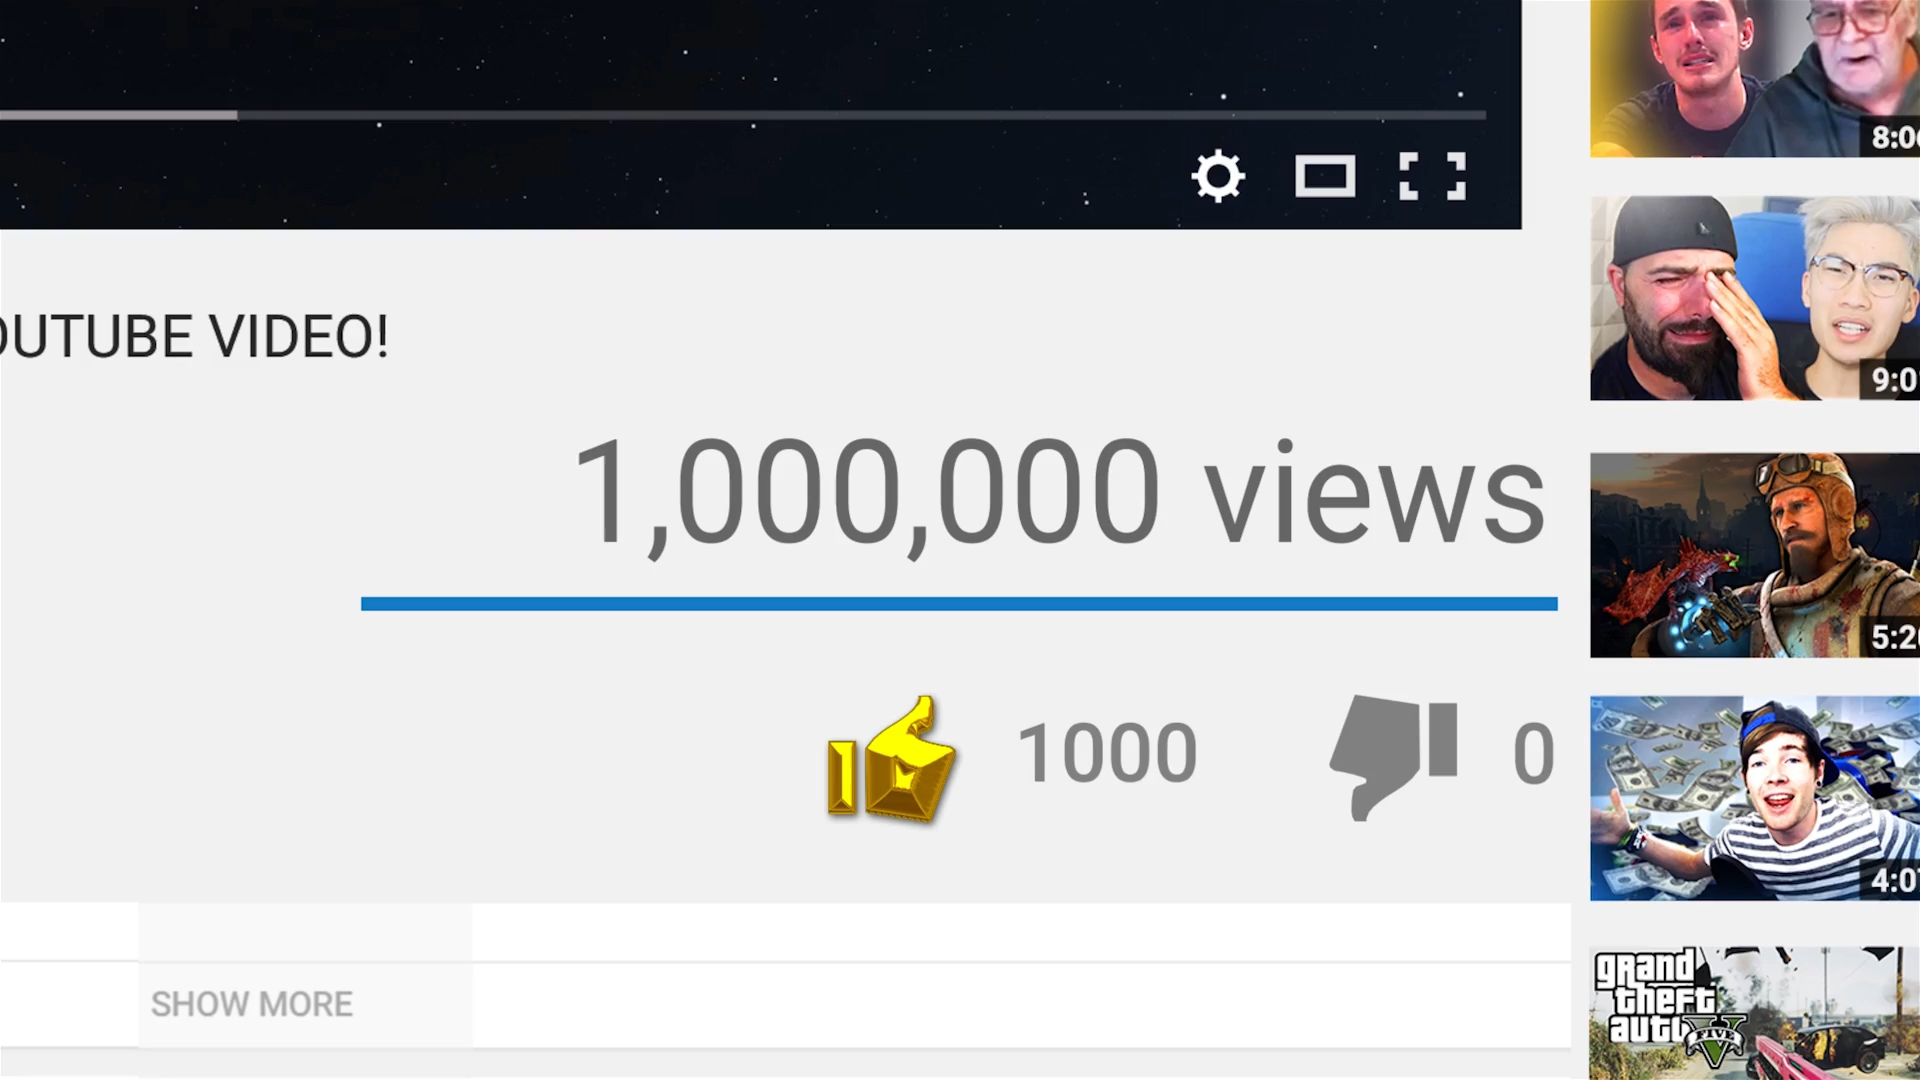 OUTUBE VIDEO!
1,000,000 views
1000
0
SHOW MORE
8:0
9:0
5:2
4:0
grand
theft
auto
FIVE